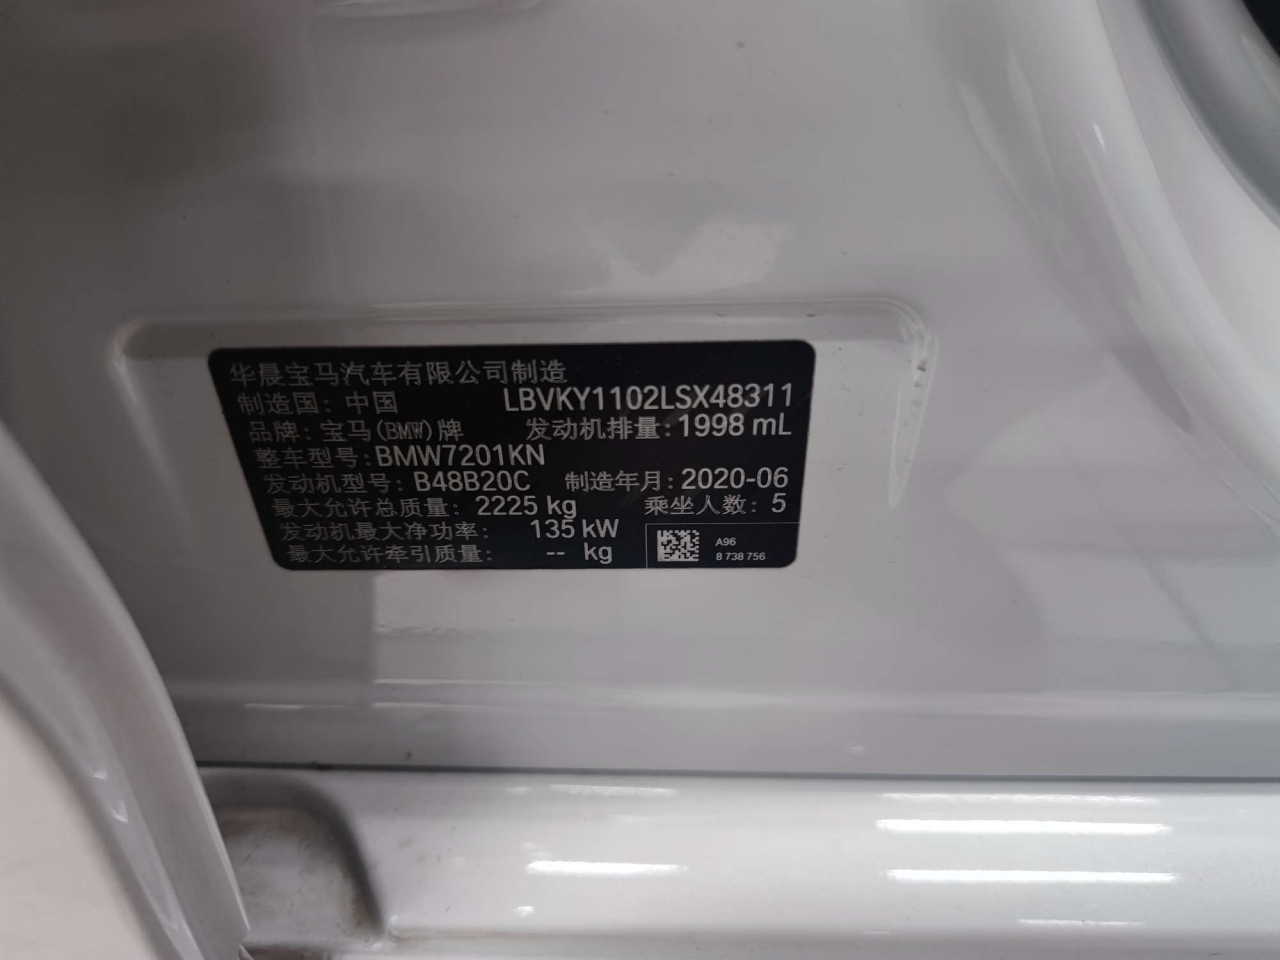 华晨宝马汽车有限公司制造
制造国: 中国 LBVKY1102LSX48311
品牌: 宝马(BMW)牌 发动机排量: 1998 mL
整车型号: BMW7201KN
发动机型号: B48B20C 制造年月: 2020-06
最大允许总质量: 2225 kg 乘坐人数: 5
发动机最大净功率: 135 kW
最大允许牵引质量: -- kg
A96
8 738 756